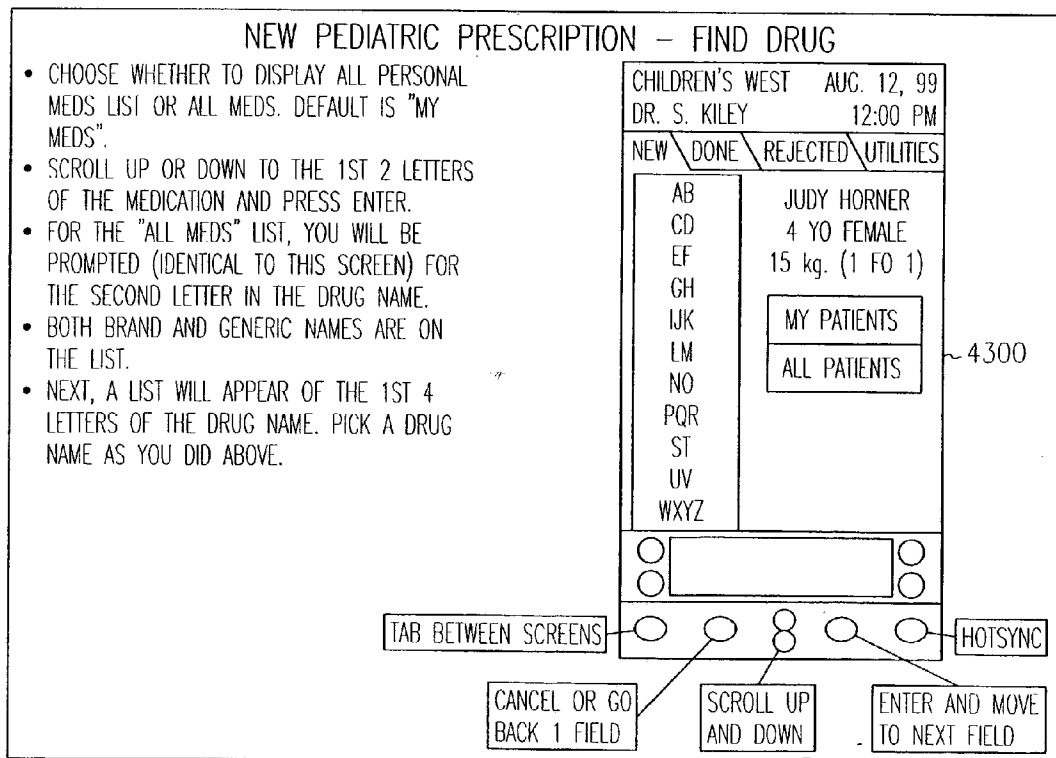 NEW PEDIATRIC PRESCRIPTION – FIND DRUG
• CHOOSE WHETHER TO DISPLAY ALL PERSONAL
MEDS LIST OR ALL MEDS. DEFAULT IS "MY
MEDS".
• SCROLL UP OR DOWN TO THE 1ST 2 LETTERS
OF THE MEDICATION AND PRESS ENTER.
• FOR THE "ALL MEDS" LIST, YOU WILL BE
PROMPTED (IDENTICAL TO THIS SCREEN) FOR
THE SECOND LETTER IN THE DRUG NAME.
• BOTH BRAND AND GENERIC NAMES ARE ON
THE LIST.
• NEXT, A LIST WILL APPEAR OF THE 1ST 4
LETTERS OF THE DRUG NAME. PICK A DRUG
NAME AS YOU DID ABOVE.
CHILDREN'S WEST AUG. 12, 99
DR. S. KILEY 12:00 PM
NEW DONE REJECTED UTILITIES
AB
CD
EF
GH
IJK
LM
NO
PQR
ST
UV
WXYZ
JUDY HORNER
4 YO FEMALE
15 kg. (1 FO 1)
MY PATIENTS
ALL PATIENTS
4300
TAB BETWEEN SCREENS
HOTSYNC
CANCEL OR GO
BACK 1 FIELD
SCROLL UP
AND DOWN
ENTER AND MOVE
TO NEXT FIELD